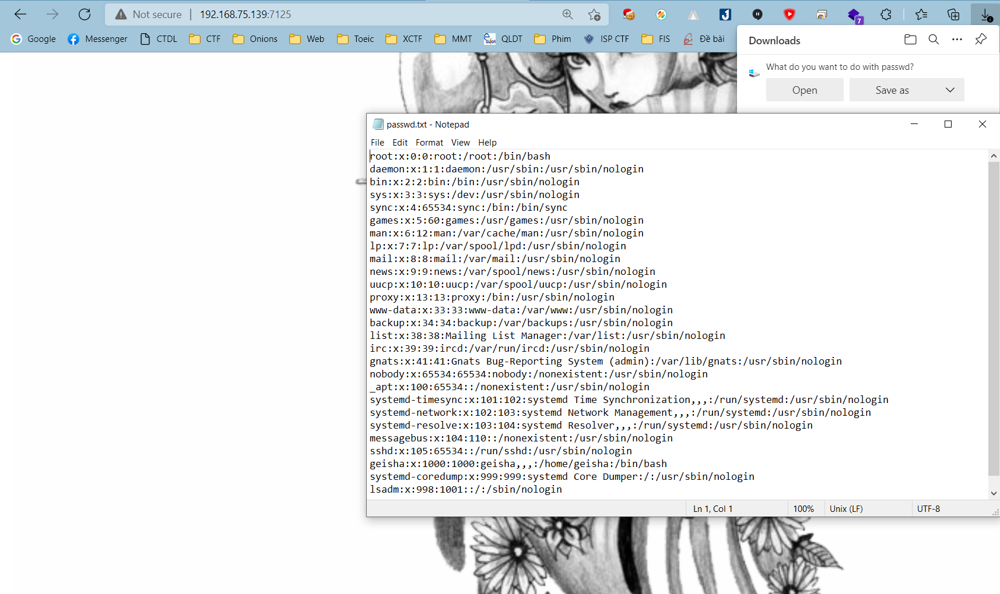 Not secure | 192.168.75.139:7125
7
Google Messenger CTDL CTF Onions Web Toeic XCTF MMT QLDT Phim ISP CTF FIS Đề bài
Downloads
What do you want to do with passwd?
Open Save as
passwd.txt - Notepad
File Edit Format View Help
root:x:0:0:root:/root:/bin/bash
daemon:x:1:1:daemon:/usr/sbin:/usr/sbin/nologin
bin:x:2:2:bin:/bin:/usr/sbin/nologin
sys:x:3:3:sys:/dev:/usr/sbin/nologin
sync:x:4:65534:sync:/bin:/bin/sync
games:x:5:60:games:/usr/games:/usr/sbin/nologin
man:x:6:12:man:/var/cache/man:/usr/sbin/nologin
lp:x:7:7:lp:/var/spool/lpd:/usr/sbin/nologin
mail:x:8:8:mail:/var/mail:/usr/sbin/nologin
news:x:9:9:news:/var/spool/news:/usr/sbin/nologin
uucp:x:10:10:uucp:/var/spool/uucp:/usr/sbin/nologin
proxy:x:13:13:proxy:/bin:/usr/sbin/nologin
www-data:x:33:33:www-data:/var/www:/usr/sbin/nologin
backup:x:34:34:backup:/var/backups:/usr/sbin/nologin
list:x:38:38:Mailing List Manager:/var/list:/usr/sbin/nologin
irc:x:39:39:ircd:/var/run/ircd:/usr/sbin/nologin
gnats:x:41:41:Gnats Bug-Reporting System (admin):/var/lib/gnats:/usr/sbin/nologin
nobody:x:65534:65534:nobody:/nonexistent:/usr/sbin/nologin
_apt:x:100:65534::/nonexistent:/usr/sbin/nologin
systemd-timesync:x:101:102:systemd Time Synchronization,,,:/run/systemd:/usr/sbin/nologin
systemd-network:x:102:103:systemd Network Management,,,:/run/systemd:/usr/sbin/nologin
systemd-resolve:x:103:104:systemd Resolver,,,:/run/systemd:/usr/sbin/nologin
messagebus:x:104:110::/nonexistent:/usr/sbin/nologin
sshd:x:105:65534::/run/sshd:/usr/sbin/nologin
geisha:x:1000:1000:geisha,,,:/home/geisha:/bin/bash
systemd-coredump:x:999:999:systemd Core Dumper:/:/usr/sbin/nologin
lsadm:x:998:1001::/:/sbin/nologin
Ln 1, Col 1 100% Unix (LF) UTF-8